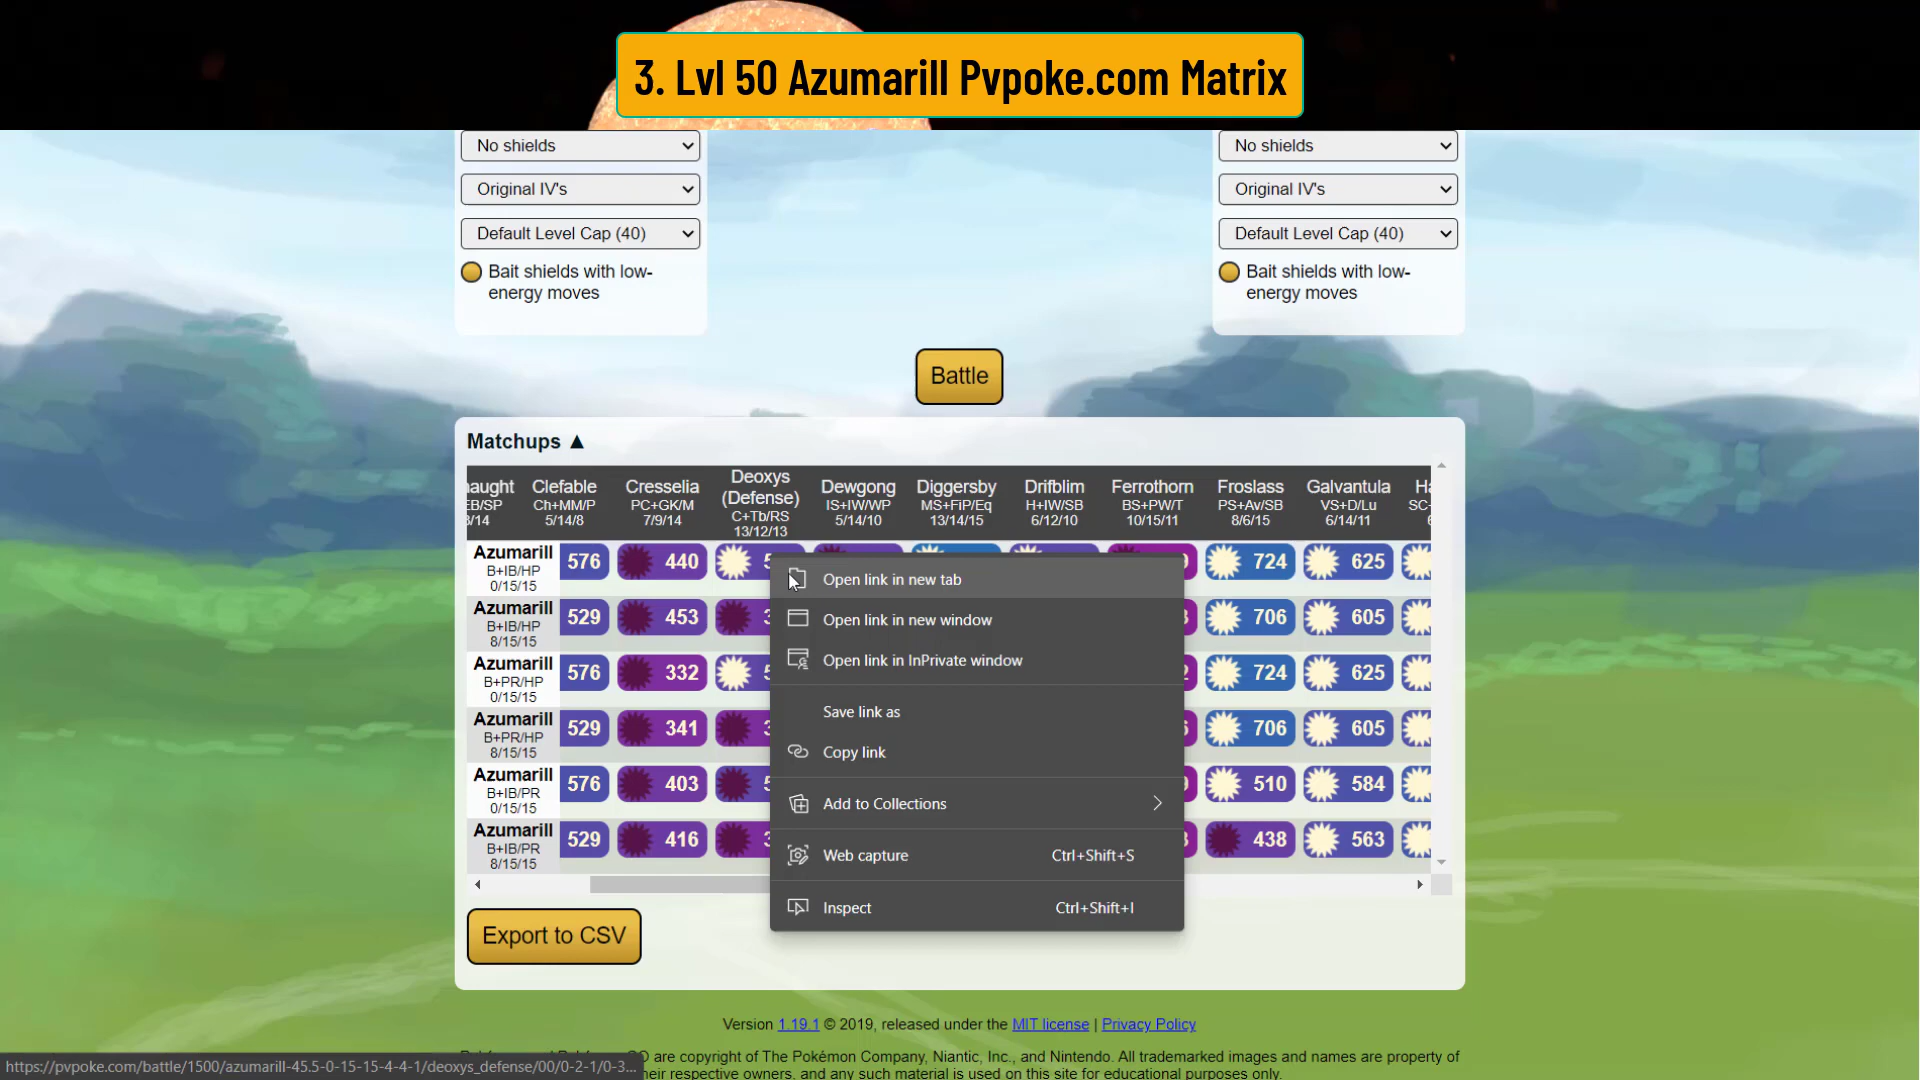 3. Lvl 50 Azumarill Pvpoke.com Matrix
No shields
No shields
Original IV's
Original IV's
Default Level Cap (40)
Default Level Cap (40)
Bait shields with low-
energy moves
Bait shields with low-
energy moves
Battle
Matchups ▲
Clefable
Ch+MM/P
5/14/8
Cresselia
PC+GK/M
7/9/14
Deoxys
(Defense)
C+Tb/RS
13/12/13
Dewgong
IS+IW/WP
5/14/10
Diggersby
MS+FiP/Eq
13/14/15
Drifblim
H+IW/SB
6/12/10
Ferrothorn
BS+PW/T
10/15/11
Froslass
PS+Av/SB
8/6/15
Galvantula
VS+D/Lu
6/14/11
Azumarill
B+IB/HP
0/15/15
576 440 724 625
Azumarill
B+IB/HP
8/15/15
529 453 706 605
Azumarill
B+PR/HP
0/15/15
576 332 724 625
Azumarill
B+PR/HP
8/15/15
529 341 706 605
Azumarill
B+IB/PR
0/15/15
576 403 510 584
Azumarill
B+IB/PR
8/15/15
529 416 438 563
Open link in new tab
Open link in new window
Open link in InPrivate window
Save link as
Copy link
Add to Collections
Web capture Ctrl+Shift+S
Inspect Ctrl+Shift+I
Export to CSV
Version 1.19.1 © 2019, released under the MIT license | Privacy Policy
are copyright of The Pokémon Company, Niantic, Inc., and Nintendo. All trademarked images and names are property of
respective owners, and any such material is used on this site for educational purposes only.
https://pvpoke.com/battle/1500/azumarill-45.5-0-15-15-4-4-1/deoxys_defense/00/0-2-1/0-3...